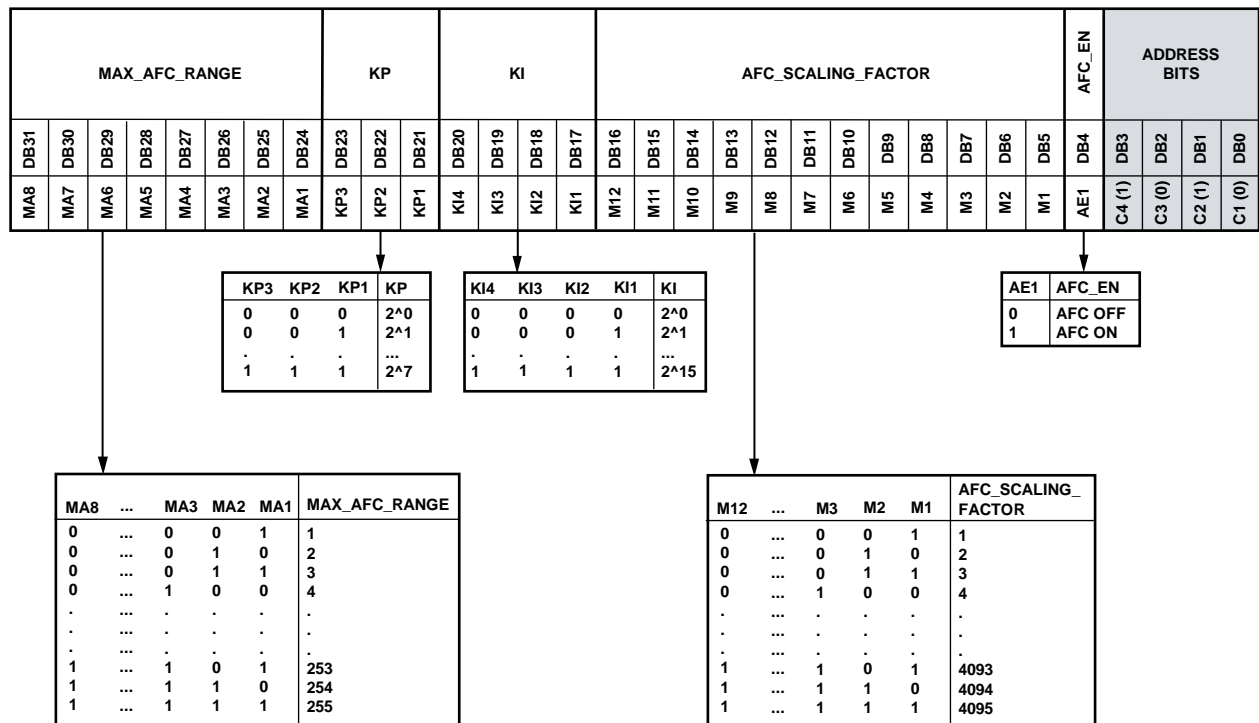 MAX_AFC_RANGE KP KI AFC_SCALING_FACTOR AFC_EN ADDRESS
BITS
DB31 DB30 DB29 DB28 DB27 DB26 DB25 DB24 DB23 DB22 DB21 DB20 DB19 DB18 DB17 DB16 DB15 DB14 DB13 DB12 DB11 DB10 DB9 DB8 DB7 DB6 DB5 DB4 DB3 DB2 DB1 DB0
MA8 MA7 MA6 MA5 MA4 MA3 MA2 MA1 KP3 KP2 KP1 KI4 KI3 KI2 KI1 M12 M11 M10 M9 M8 M7 M6 M5 M4 M3 M2 M1 AE1 C4 (1) C3 (0) C2 (1) C1 (0)
KP3 KP2 KP1 KP
0 0 0 2^0
0 0 1 2^1
. . . ...
1 1 1 2^7
KI4 KI3 KI2 KI1 KI
0 0 0 0 2^0
0 0 0 1 2^1
. . . . ...
1 1 1 1 2^15
AE1 AFC_EN
0 AFC OFF
1 AFC ON
MA8 ... MA3 MA2 MA1 MAX_AFC_RANGE
0 ... 0 0 1 1
0 ... 0 1 0 2
0 ... 0 1 1 3
0 ... 1 0 0 4
. ... . . . .
. ... . . . .
. ... . . . .
1 ... 1 0 1 253
1 ... 1 1 0 254
1 ... 1 1 1 255
AFC_SCALING_
M12 ... M3 M2 M1 FACTOR
0 ... 0 0 1 1
0 ... 0 1 0 2
0 ... 0 1 1 3
0 ... 1 0 0 4
. ... . . . .
. ... . . . .
. ... . . . .
1 ... 1 0 1 4093
1 ... 1 1 0 4094
1 ... 1 1 1 4095